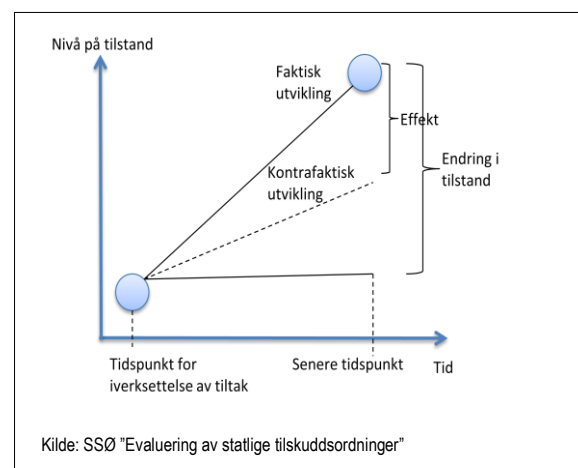 Nivå på tilstand
Faktisk
utvikling
Effekt
Endring i
tilstand
Kontrafaktisk
utvikling
Tidspunkt for
iverksettelse av tiltak
Senere tidspunkt
Tid
Kilde: SSØ ”Evaluering av statlige tilskuddsordninger”